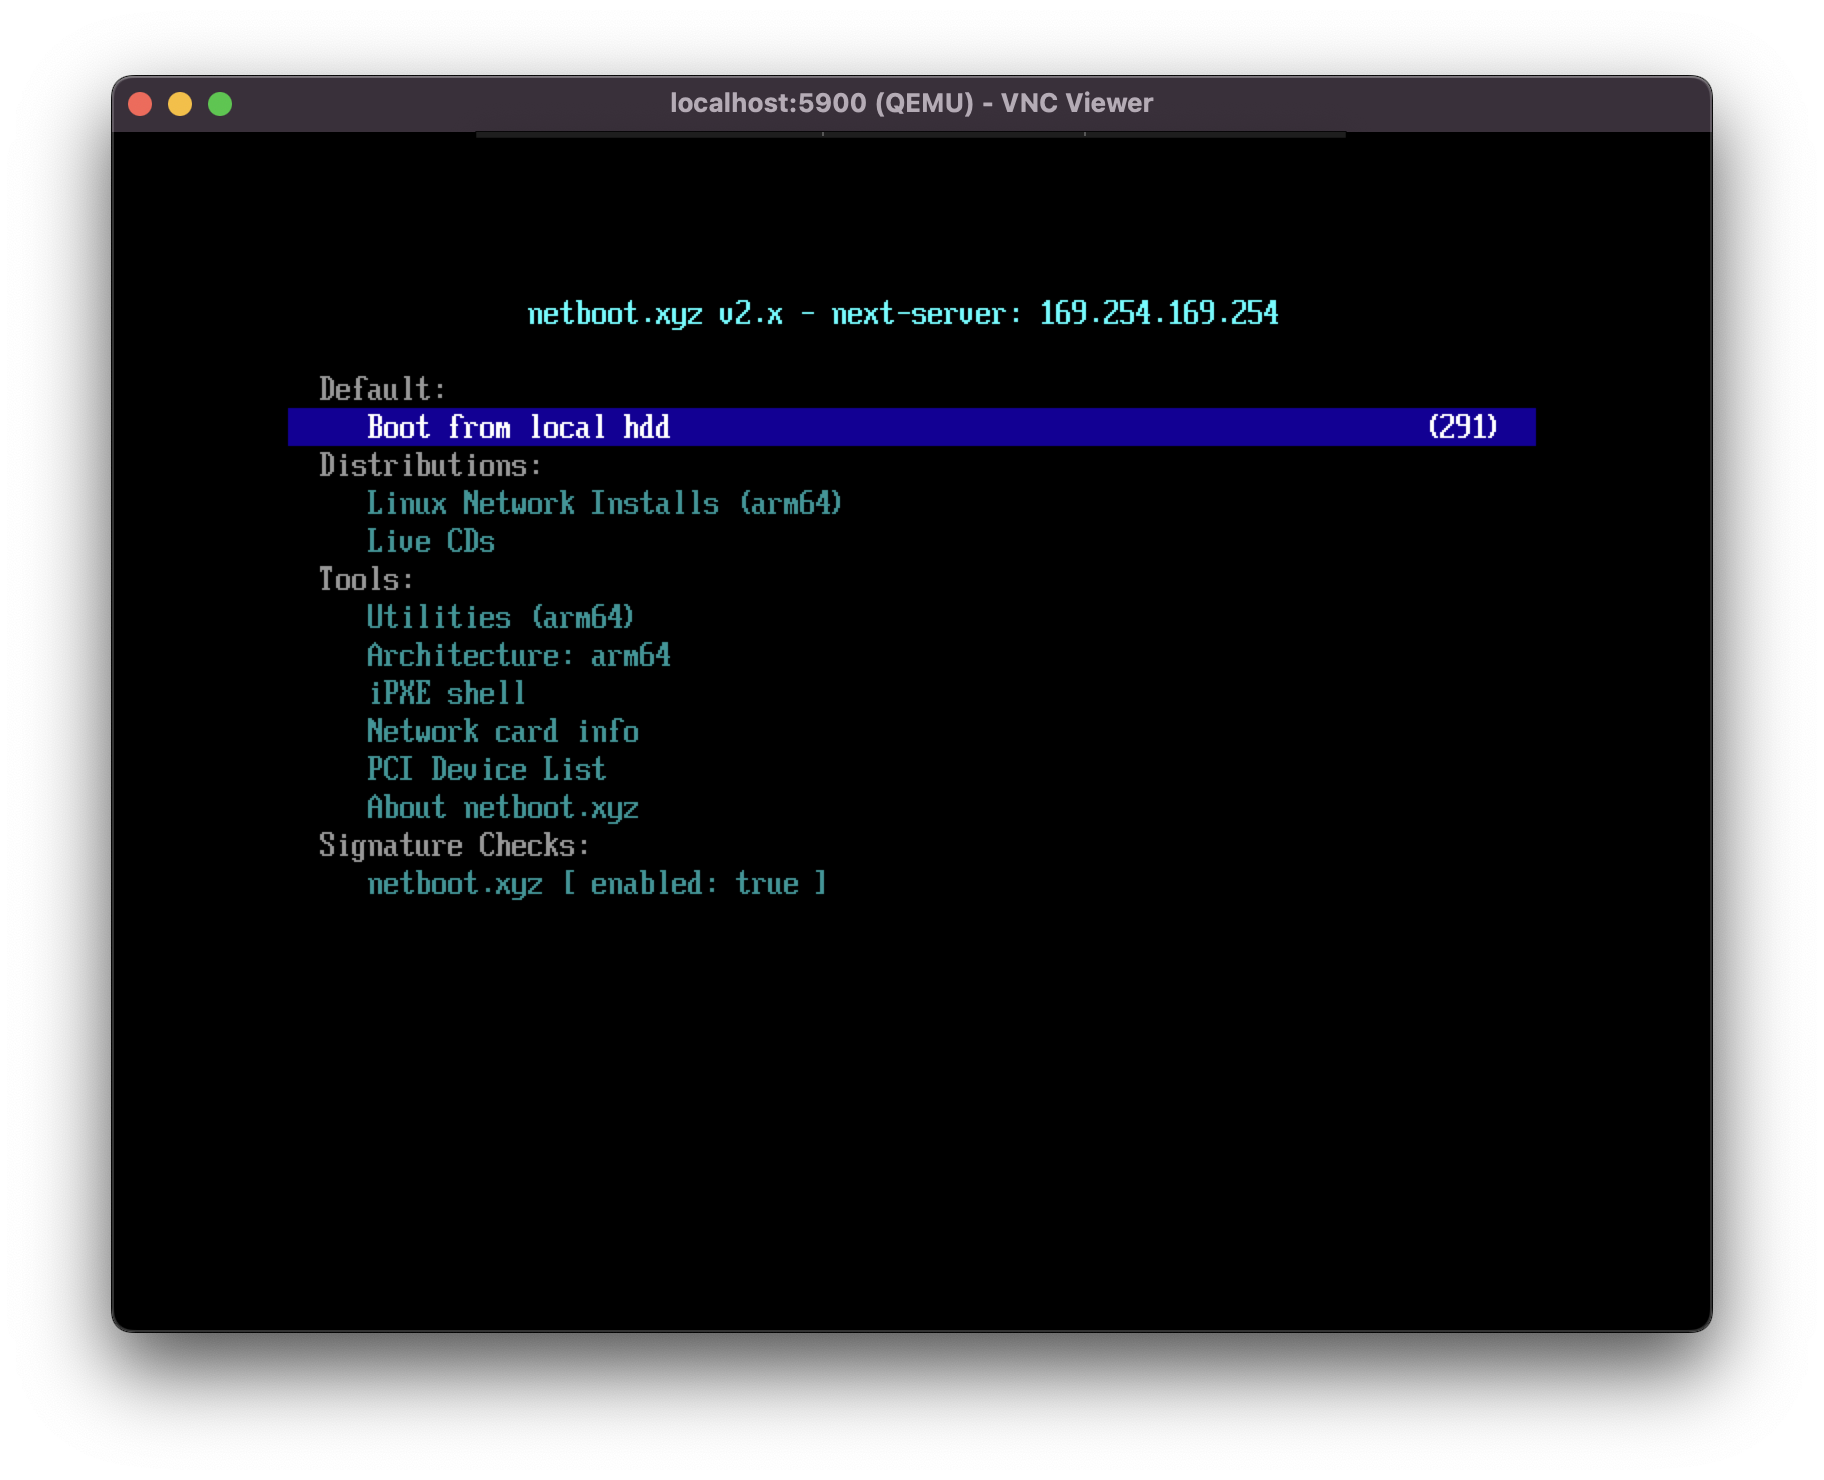 localhost:5900 (QEMU) - VNC Viewer
netboot.xyz v2.x - next-server: 169.254.169.254
Default:
Boot from local hdd (291)
Distributions:
Linux Network Installs (arm64)
Live CDs
Tools:
Utilities (arm64)
Architecture: arm64
iPXE shell
Network card info
PCI Device List
About netboot.xyz
Signature Checks:
netboot.xyz [ enabled: true ]